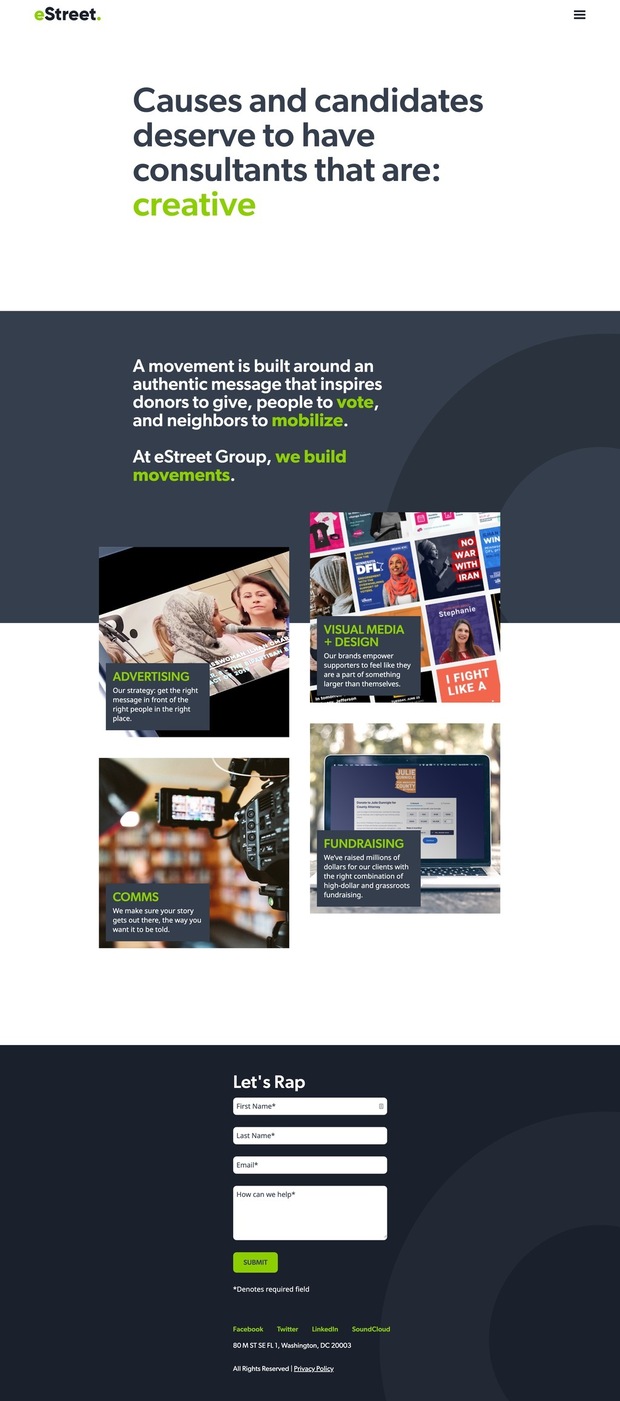 eStreet.
Causes and candidates
deserve to have
consultants that are:
creative
A movement is built around an
authentic message that inspires
donors to give, people to vote,
and neighbors to mobilize.
At eStreet Group, we build
movements.
MINNESOTA
DFL
NO
WAR
WITH
IRAN
WIN
Stephanie
I FIGHT
LIKE A
VISUAL MEDIA
+ DESIGN
Our brands empower
supporters to feel like they
are a part of something
larger than themselves.
ADVERTISING
Our strategy: get the right
message in front of the
right people in the right
place.
JULIE
COUNTY
FUNDRAISING
We've raised millions of
dollars for our clients with
the right combination of
high-dollar and grassroots
fundraising.
COMMS
We make sure your story
gets out there, the way you
want it to be told.
Let's Rap
First Name*
Last Name*
Email*
How can we help*
SUBMIT
*Denotes required field
Facebook Twitter LinkedIn SoundCloud
80 M ST SE FL 1, Washington, DC 20003
All Rights Reserved | Privacy Policy